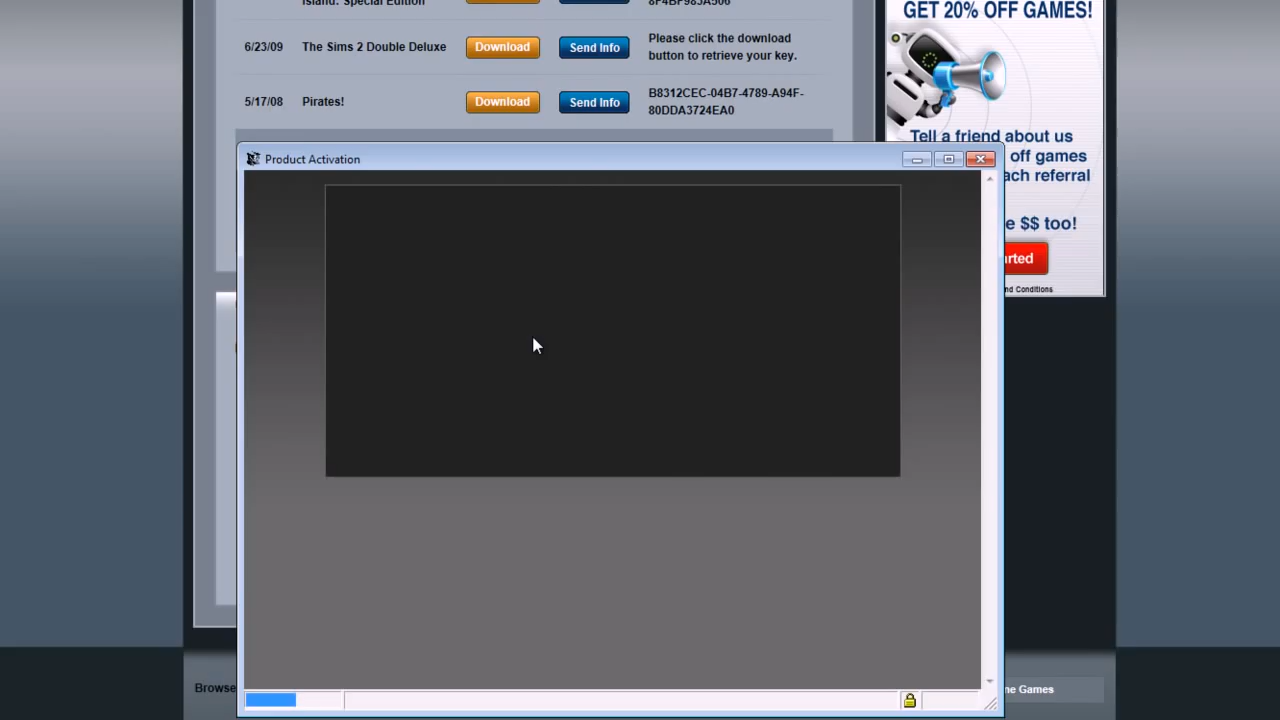 Island: Special Edition
8F4BF983A506
GET 20% OFF GAMES!
6/23/09 The Sims 2 Double Deluxe Download Send Info Please click the download
button to retrieve your key.
5/17/08 Pirates! Download Send Info B8312CEC-04B7-4789-A94F-
80DDA3724EA0
Tell a friend about us
off games
ach referral
e $$ too!
arted
nd Conditions
Product Activation
Browse
ne Games